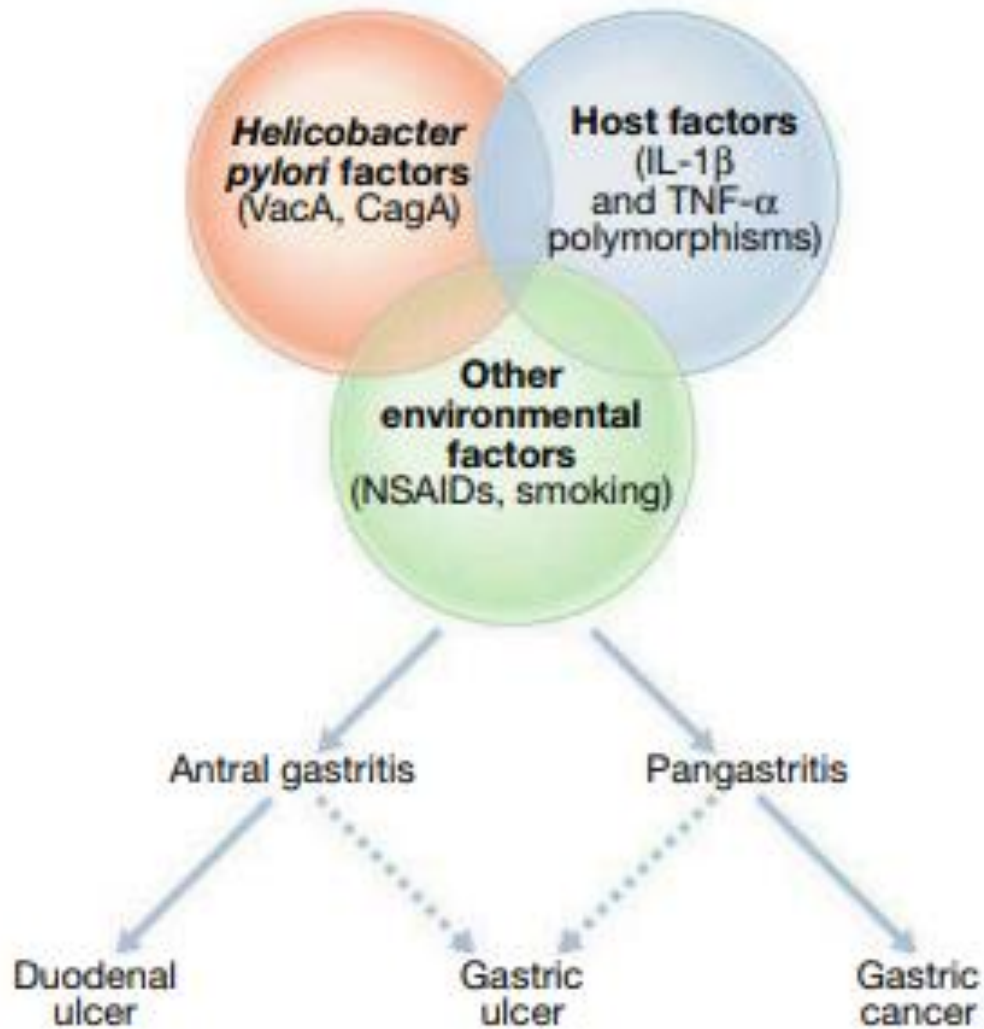 Helicobacter
pylori factors
(VacA, CagA)
Host factors
(IL-1β
and TNF-α
polymorphisms)
Other
environmental
factors
(NSAIDs, smoking)
Antral gastritis
Pangastritis
Duodenal
ulcer
Gastric
ulcer
Gastric
cancer